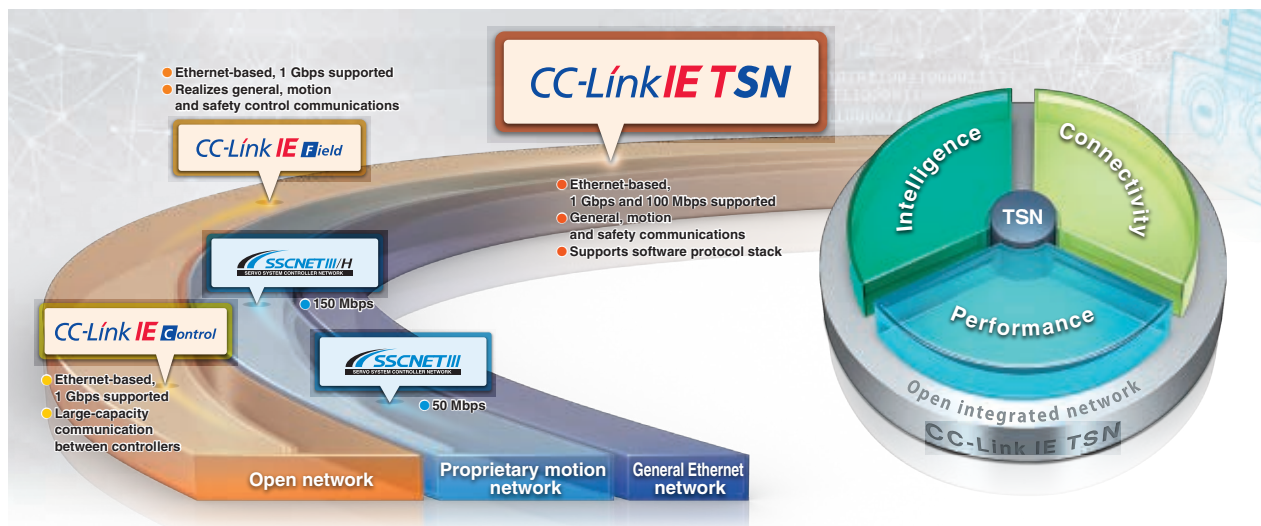 Ethernet-based, 1 Gbps supported
Realizes general, motion
and safety control communications
CC-Link IE Field
CC-Link IE TSN
Ethernet-based,
1 Gbps and 100 Mbps supported
General, motion
and safety communications
Supports software protocol stack
SSCNETIII/H
SERVO SYSTEM CONTROLLER NETWORK
150 Mbps
CC-Link IE Control
Ethernet-based,
1 Gbps supported
Large-capacity
communication
between controllers
SSCNETIII
SERVO SYSTEM CONTROLLER NETWORK
50 Mbps
Open network
Proprietary motion
network
General Ethernet
network
Intelligence
Connectivity
TSN
Performance
Open integrated network
CC-Link IE TSN